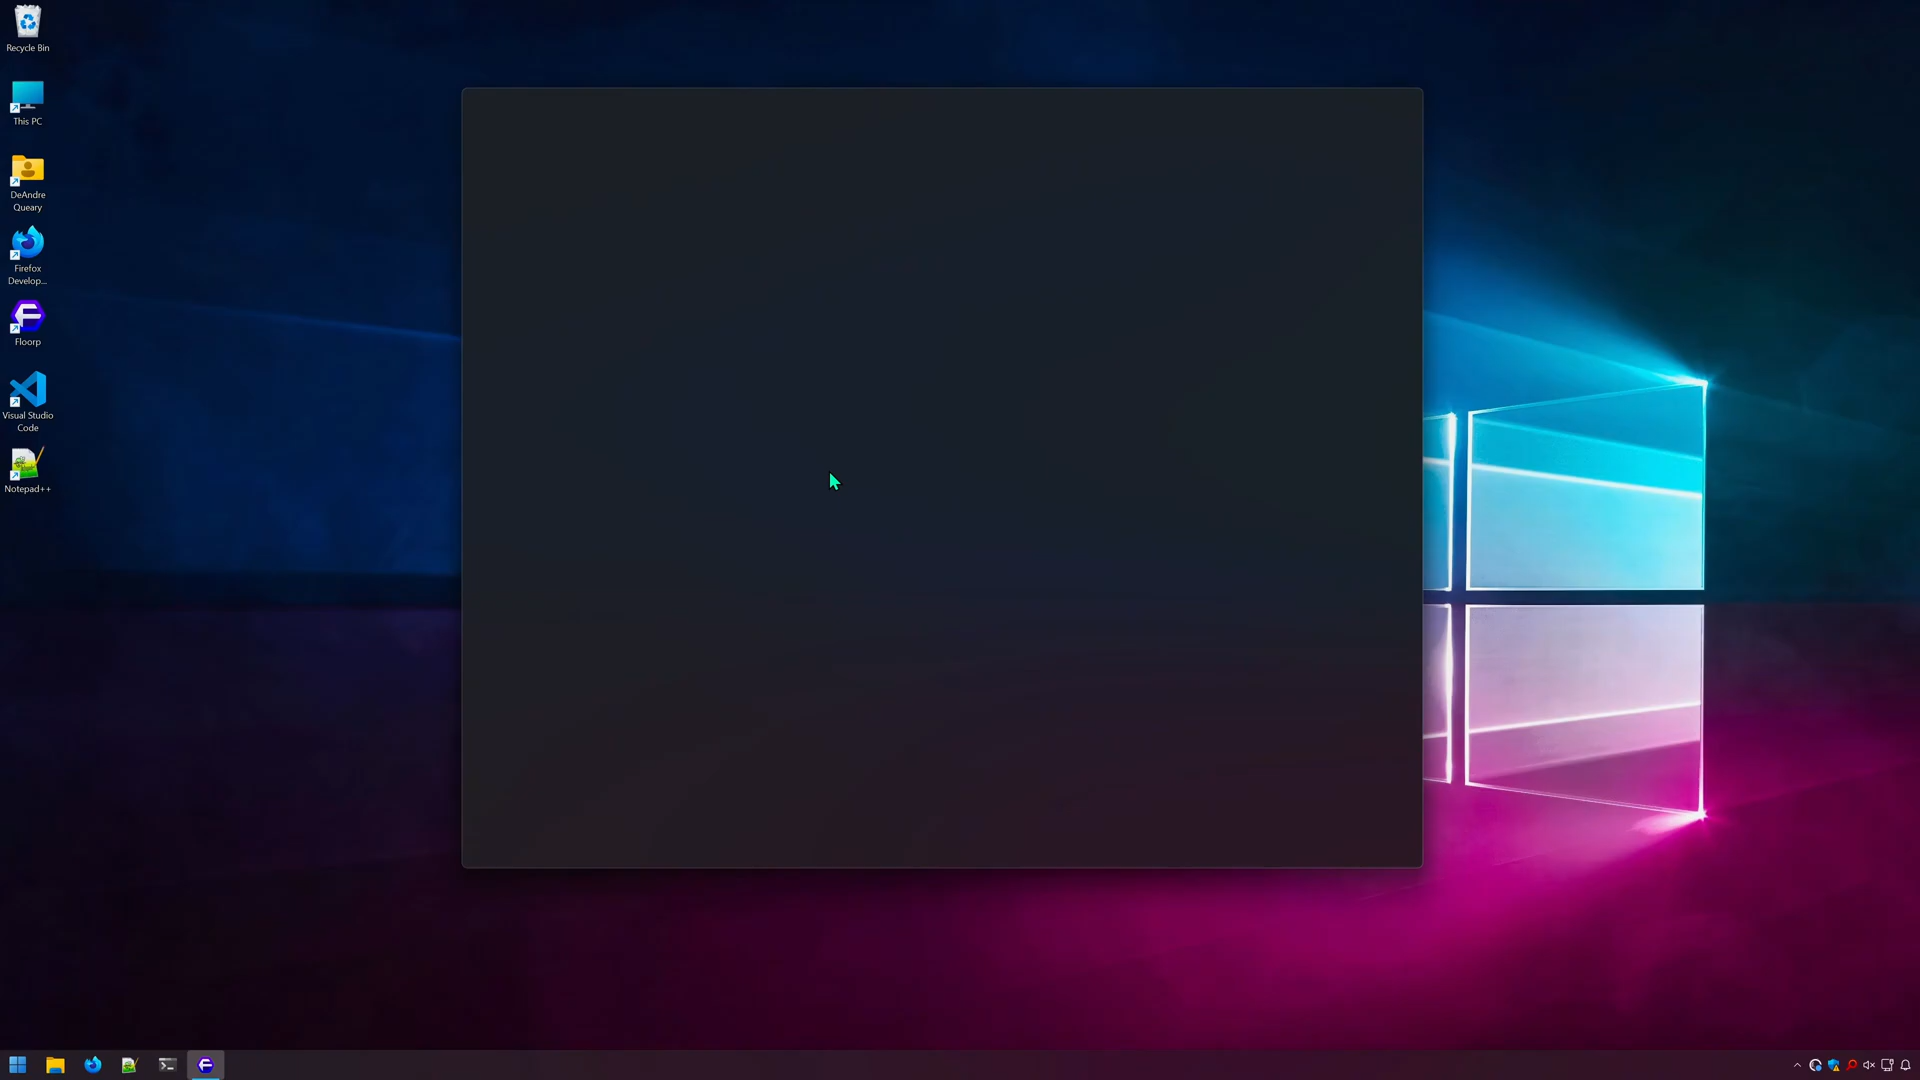 Recycle Bin
This PC
DeAndre
Queary
Firefox
Develop...
Floorp
Visual Studio
Code
Notepad++